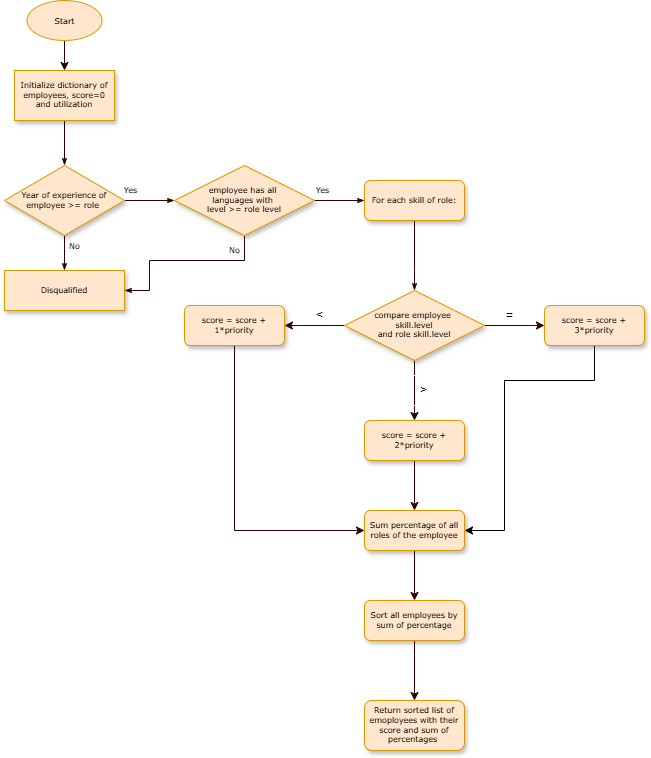 Start
Initialize dictionary of
employees, score=0
and utilization
Year of experience of
employee >= role
Yes
employee has all
languages with
level >= role level
Yes
For each skill of role:
No
No
Disqualified
compare employee
skill.level
and role skill.level
<
=
>
score = score +
1*priority
score = score +
3*priority
score = score +
2*priority
Sum percentage of all
roles of the employee
Sort all employees by
sum of percentage
Return sorted list of
emoployees with their
score and sum of
percentages